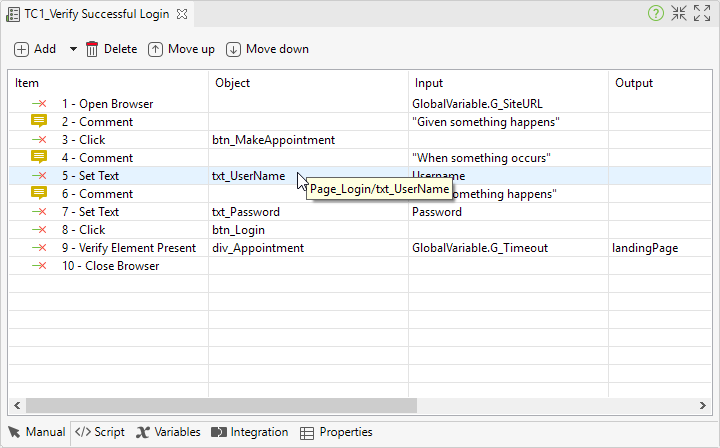 TC1_Verify Successful Login
Add Delete Move up Move down
Item Object Input Output
1 - Open Browser GlobalVariable.G_SiteURL
2 - Comment "Given something happens"
3 - Click btn_MakeAppointment
4 - Comment "When something occurs"
5 - Set Text txt_UserName Username
Page_Login/txt_UserName
6 - Comment something happens"
7 - Set Text txt_Password Password
8 - Click btn_Login
9 - Verify Element Present div_Appointment GlobalVariable.G_Timeout landingPage
10 - Close Browser
Manual </> Script Variables Integration Properties